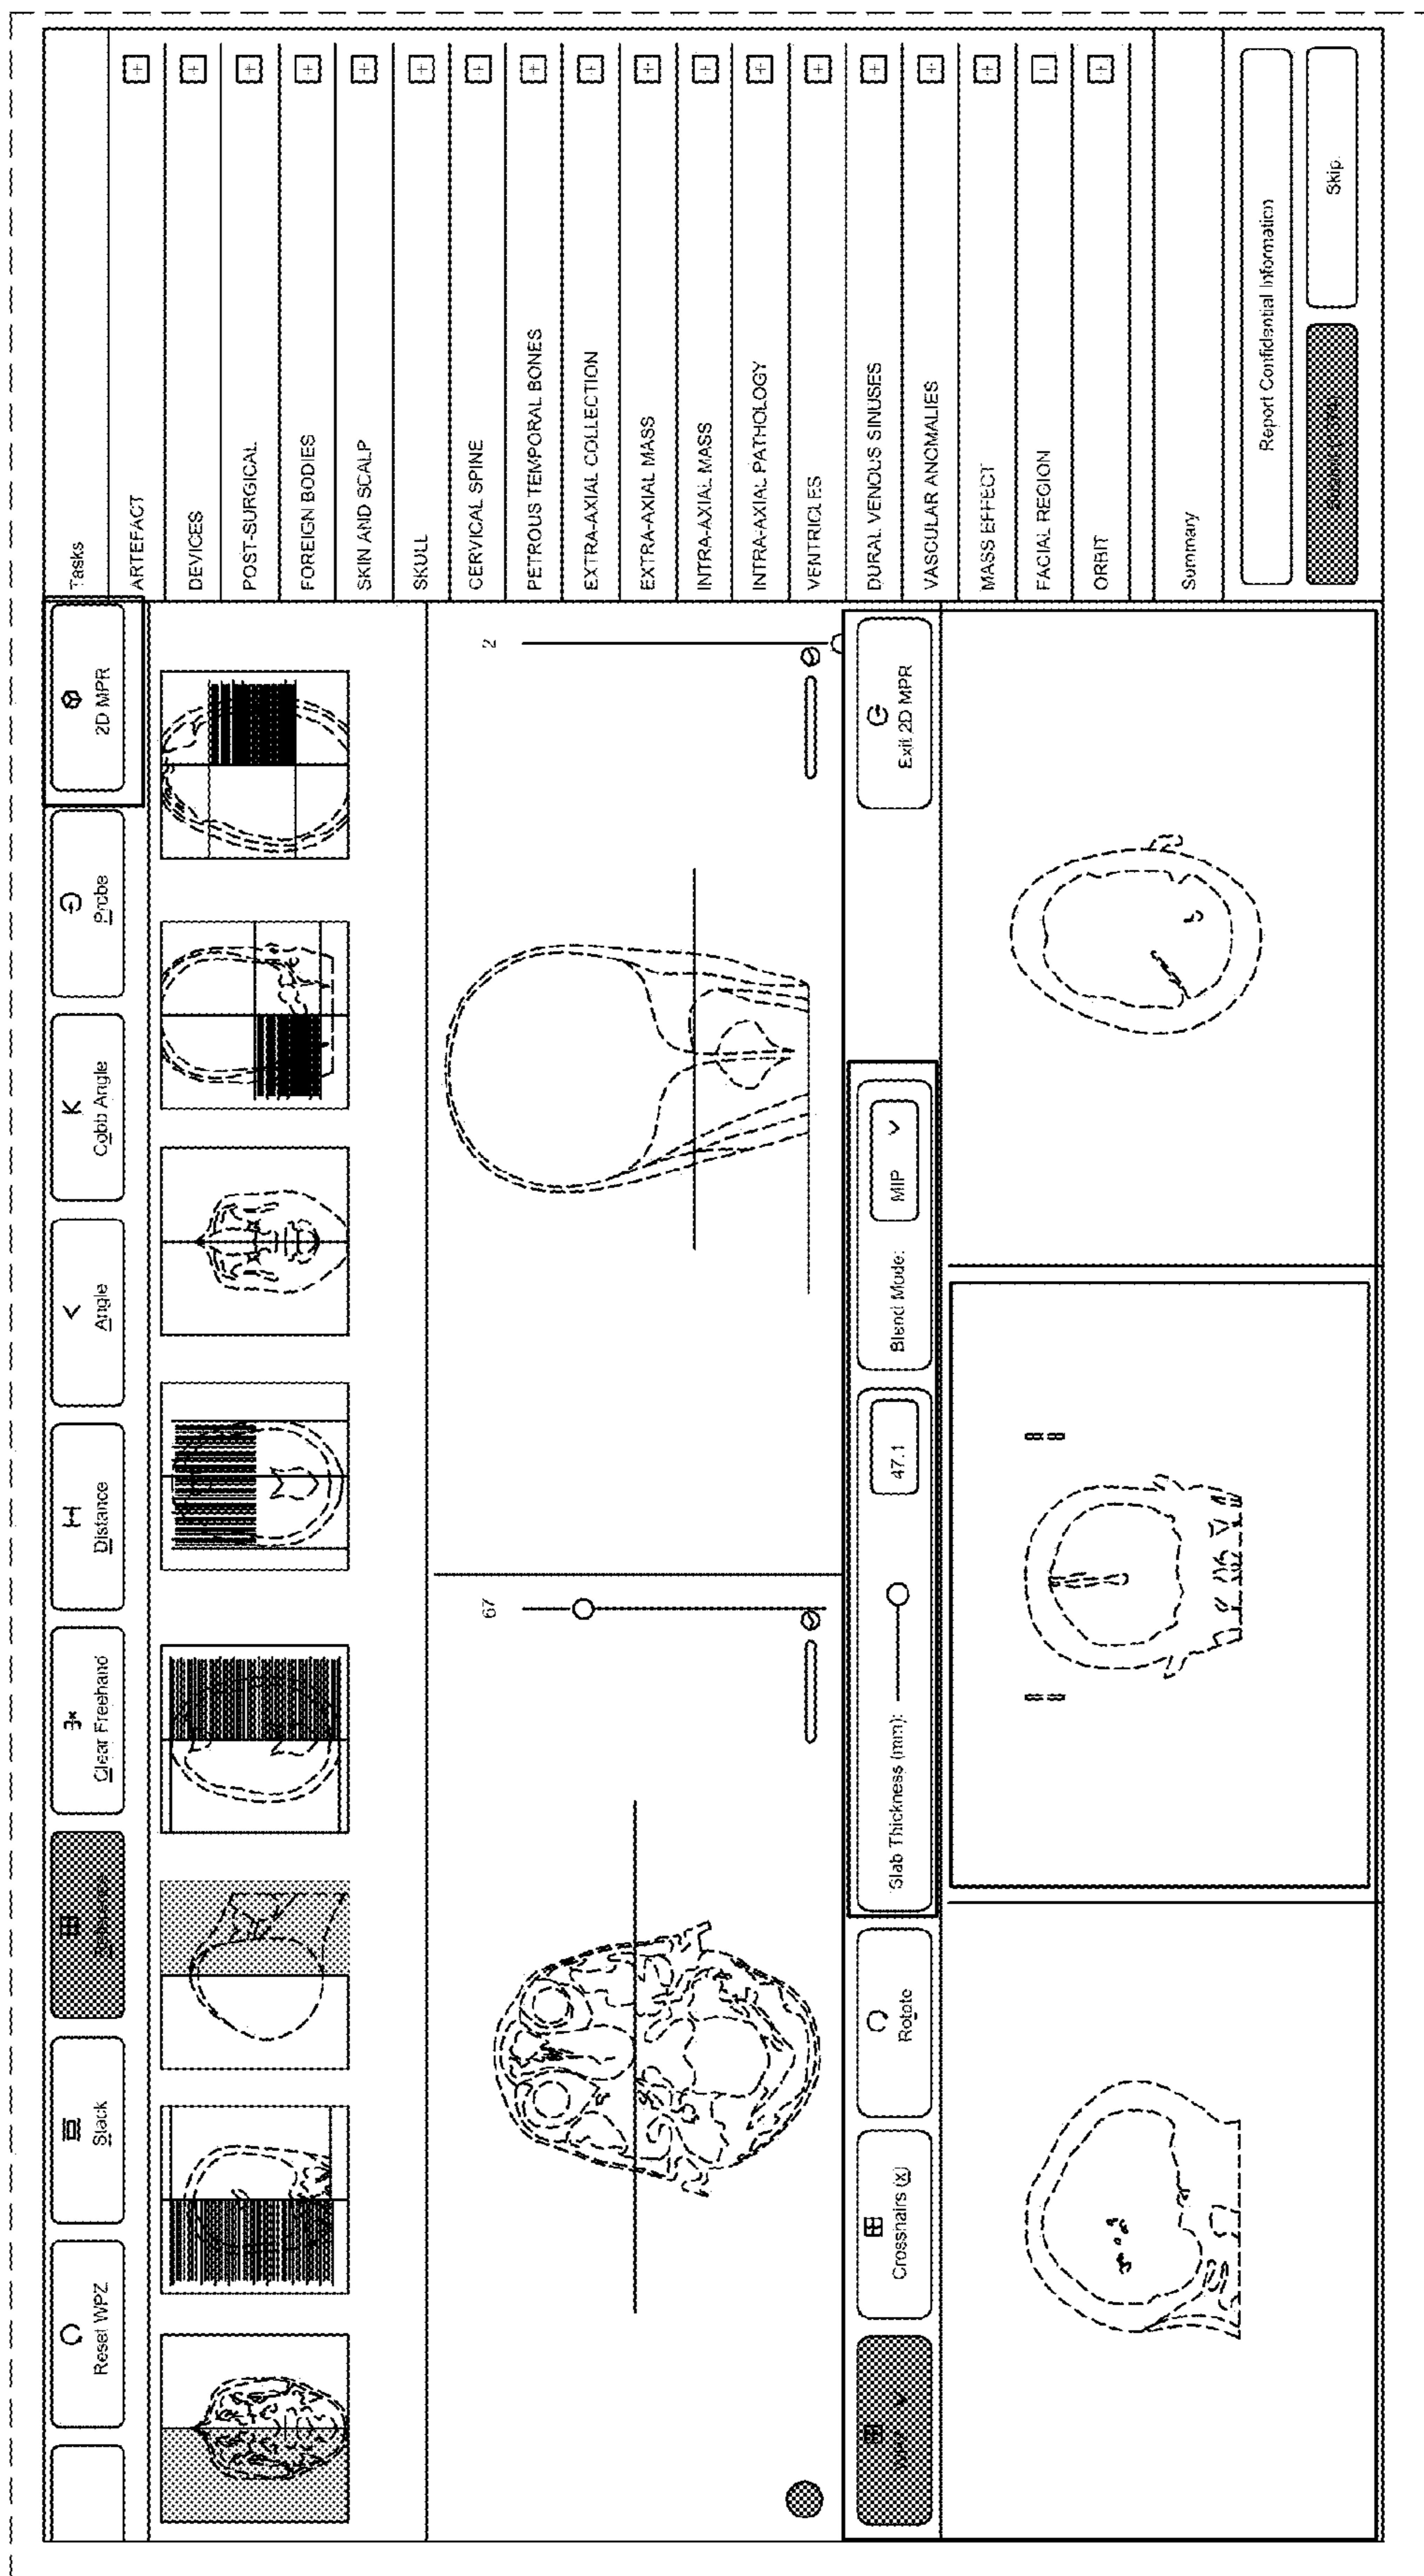 Reset WPZ
Stack
Clear Freehand
Distance
Angle
Cobb Angle
Probe
2D MPR
67
2
Crosshairs (x)
Rotate
Slab Thickness (mm):
47.1
Blend Mode:
MIP
Exit 2D MPR
Tasks
ARTEFACT
DEVICES
POST-SURGICAL
FOREIGN BODIES
SKIN AND SCALP
SKULL
CERVICAL SPINE
PETROUS TEMPORAL BONES
EXTRA-AXIAL COLLECTION
EXTRA-AXIAL MASS
INTRA-AXIAL MASS
INTRA-AXIAL PATHOLOGY
VENTRICLES
DURAL VENOUS SINUSES
VASCULAR ANOMALIES
MASS EFFECT
FACIAL REGION
ORBIT
Summary
Report Confidential Information
Skip